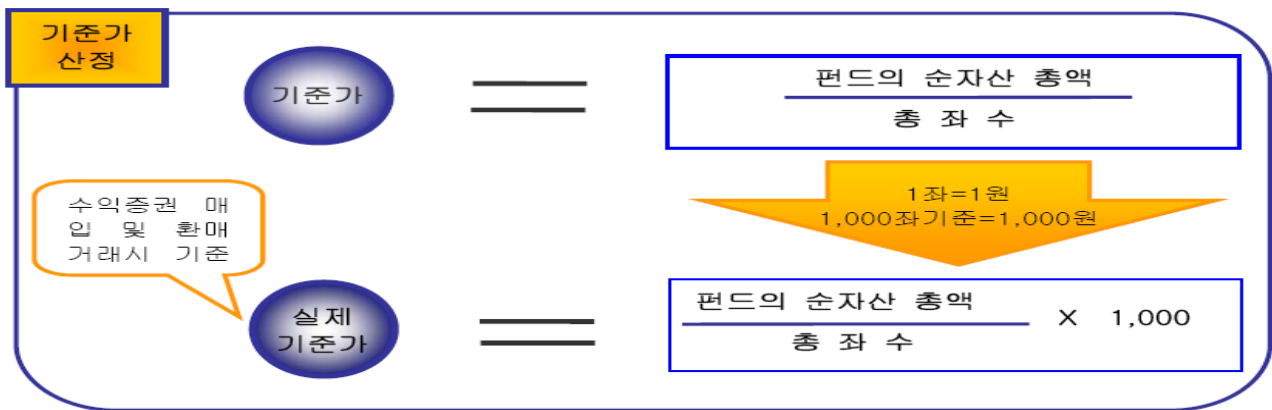 기준가
산정
기준가
펀드의 순자산 총액
총 좌 수
1좌=1원
1,000좌기준=1,000원
수익증권 매
입 및 환매
거래시 기준
실제
기준가
펀드의 순자산 총액
총 좌 수
X 1,000